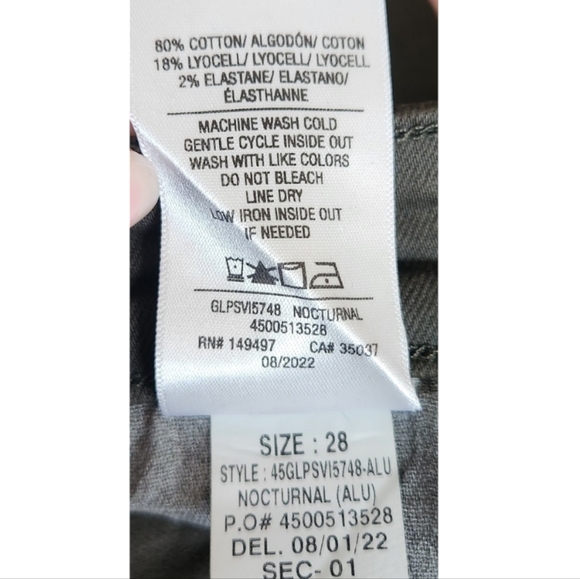 80% COTTON/ ALGODÓN/ COTON
18% LYOCELL/ LYOCELL/ LYOCELL
2% ELASTANE/ ELASTANO/
ÉLASTHANNE
MACHINE WASH COLD
GENTLE CYCLE INSIDE OUT
WASH WITH LIKE COLORS
DO NOT BLEACH
LINE DRY
LOW IRON INSIDE OUT
IF NEEDED
GLPSVI5748 NOCTURNAL
4500513528
RN# 149497 CA# 35037
08/2022
SIZE : 28
STYLE : 45GLPSVI5748-ALU
NOCTURNAL (ALU)
P.O# 4500513528
DEL. 08/01/22
SEC- 01